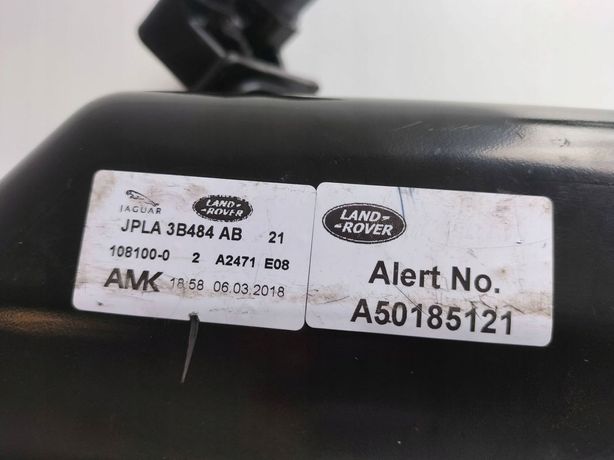 JAGUAR
LAND-
-ROVER
JPLA 3B484 AB 21
108100-0 2 A2471 E08
AMK 18:58 06.03.2018
LAND-
-ROVER
Alert No.
A50185121